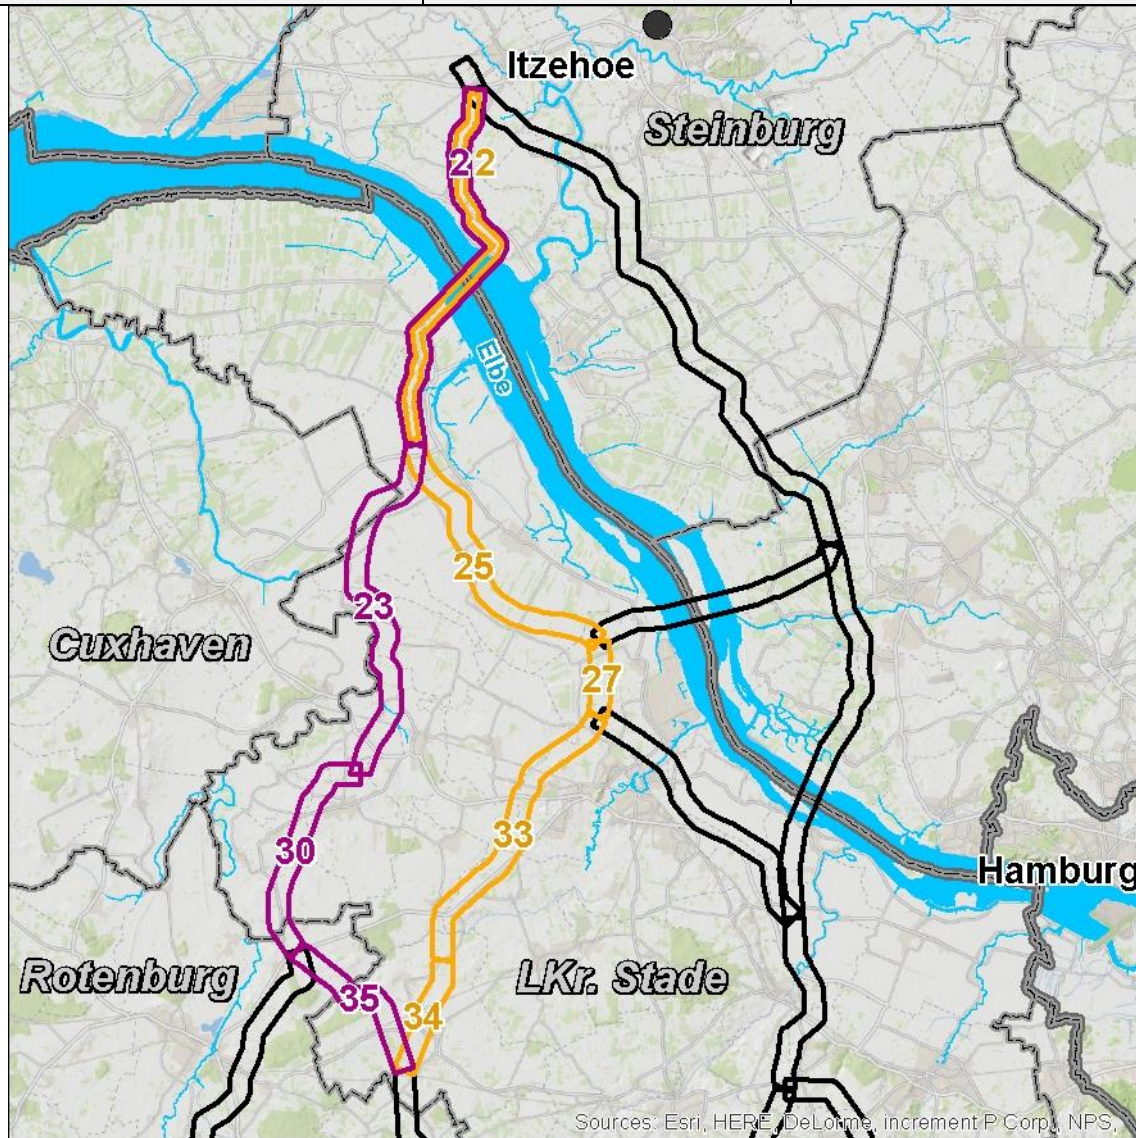 Itzehoe
Steinburg
2 2
Elbe
25
23
Cuxhaven
27
33
30
Hamburg
Rotenburg
LKr. Stade
35
34
Sources: Esri, HERE, DeLorme, increment P Corp., NPS,